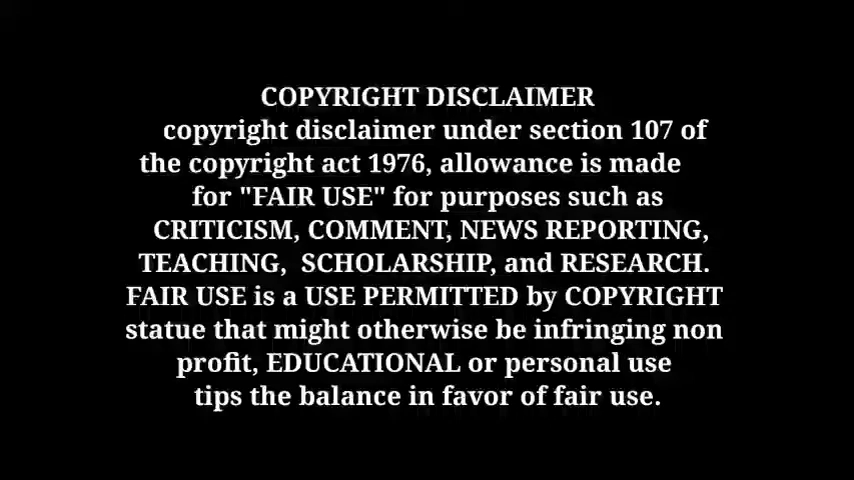 COPYRIGHT DISCLAIMER
copyright disclaimer under section 107 of
the copyright act 1976, allowance is made
for "FAIR USE" for purposes such as
CRITICISM, COMMENT, NEWS REPORTING,
TEACHING, SCHOLARSHIP, and RESEARCH.
FAIR USE is a USE PERMITTED by COPYRIGHT
statue that might otherwise be infringing non
profit, EDUCATIONAL or personal use
tips the balance in favor of fair use.